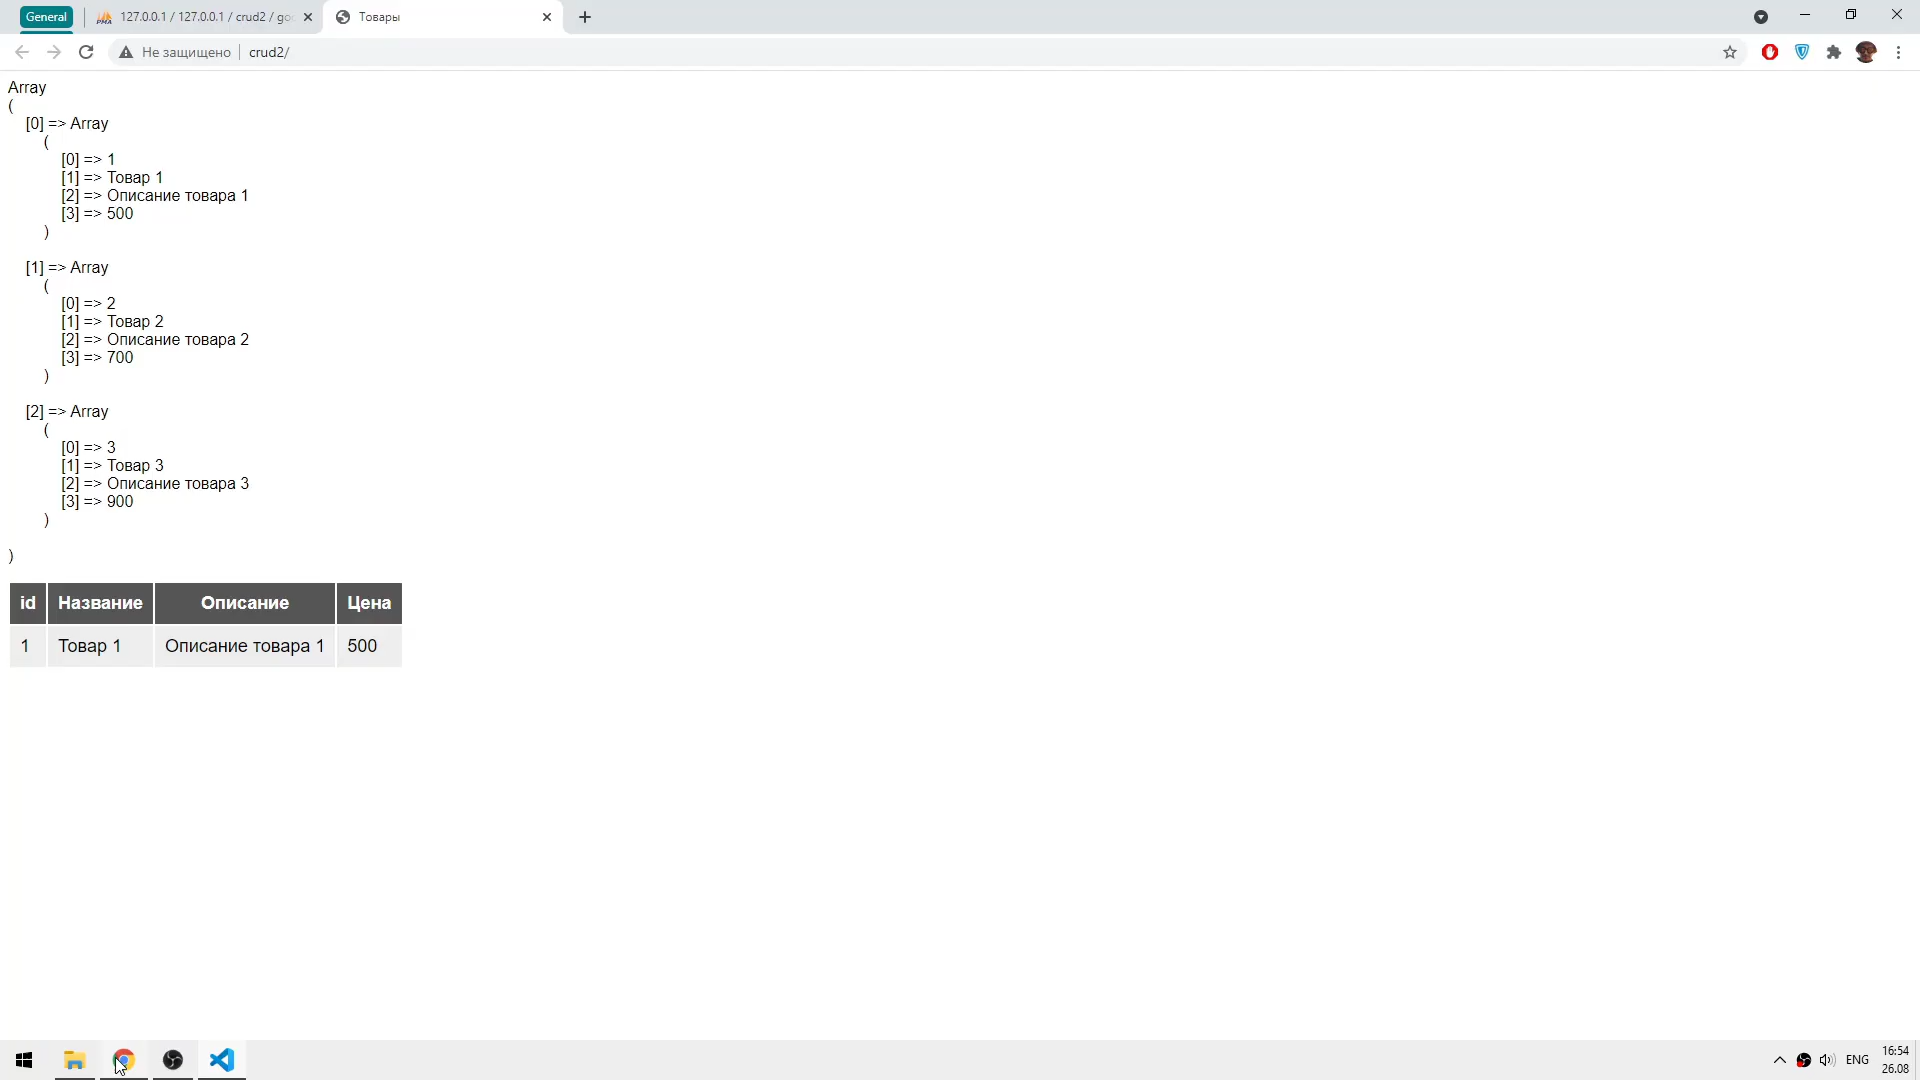 General
127.0.0.1 / 127.0.0.1 / crud2 / go
Товары
Не защищено
crud2/
Array
(
[0] => Array
(
[0] => 1
[1] => Товар 1
[2] => Описание товара 1
[3] => 500
)
[1] => Array
(
[0] => 2
[1] => Товар 2
[2] => Описание товара 2
[3] => 700
)
[2] => Array
(
[0] => 3
[1] => Товар 3
[2] => Описание товара 3
[3] => 900
)
)
id Название Описание Цена
1 Товар 1 Описание товара 1 500
ENG
16:54
26.08